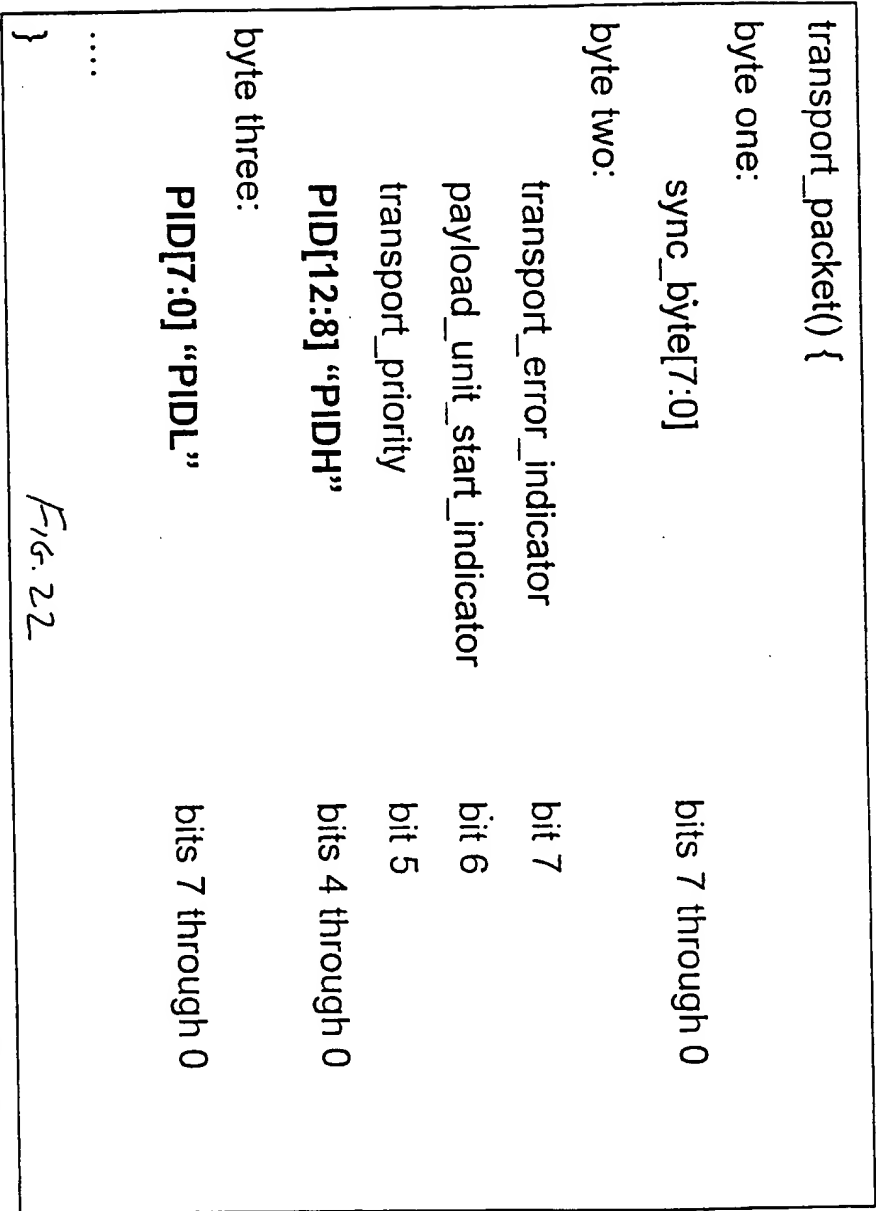 transport_packet() {
byte one:
sync_byte[7:0] bits 7 through 0
byte two:
transport_error_indicator bit 7
payload_unit_start_indicator bit 6
transport_priority bit 5
PID[12:8] “PIDH” bits 4 through 0
byte three:
PID[7:0] “PIDL” bits 7 through 0
....
}
FIG. 22